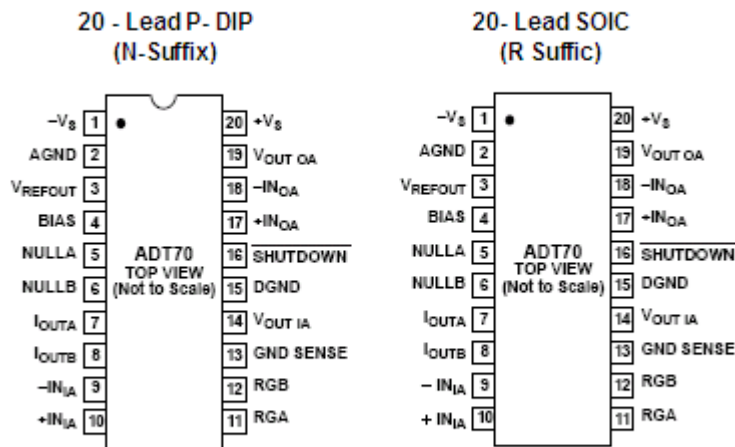 20 - Lead P- DIP
(N-Suffix)
–VS 1 20 +VS
AGND 2 19 VOUT OA
VREFOUT 3 18 –INOA
BIAS 4 17 +INOA
NULLA 5 16 SHUTDOWN
NULLB 6 15 DGND
IOUTA 7 14 VOUT IA
IOUTB 8 13 GND SENSE
–INIA 9 12 RGB
+INIA 10 11 RGA
ADT70
TOP VIEW
(Not to Scale)
20- Lead SOIC
(R Suffic)
–VS 1 20 +VS
AGND 2 19 VOUT OA
VREFOUT 3 18 –INOA
BIAS 4 17 +INOA
NULLA 5 16 SHUTDOWN
NULLB 6 15 DGND
IOUTA 7 14 VOUT IA
IOUTB 8 13 GND SENSE
– INIA 9 12 RGB
+ INIA 10 11 RGA
ADT70
TOP VIEW
(Not to Scale)